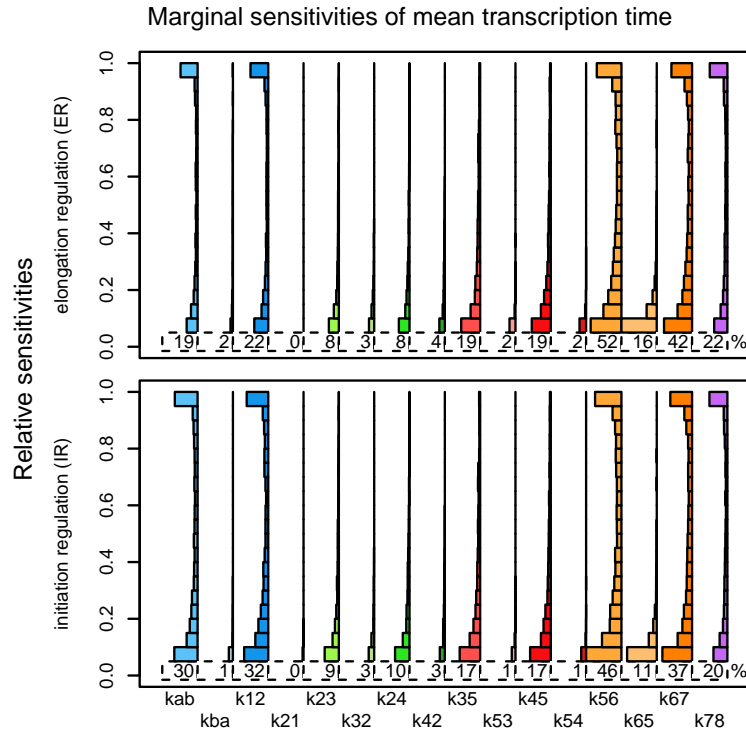 Marginal sensitivities of mean transcription time
Relative sensitivities
elongation regulation (ER)
1.0
0.8
0.6
0.4
0.2
0.0
19 2 22 0 8 3 8 4 19 2 19 2 52 16 42 22 %
initiation regulation (IR)
1.0
0.8
0.6
0.4
0.2
0.0
30 1 32 0 9 3 10 3 17 1 17 1 46 11 37 20 %
kab k12 k23 k24 k35 k45 k56 k67
kba k21 k32 k42 k53 k54 k65 k78